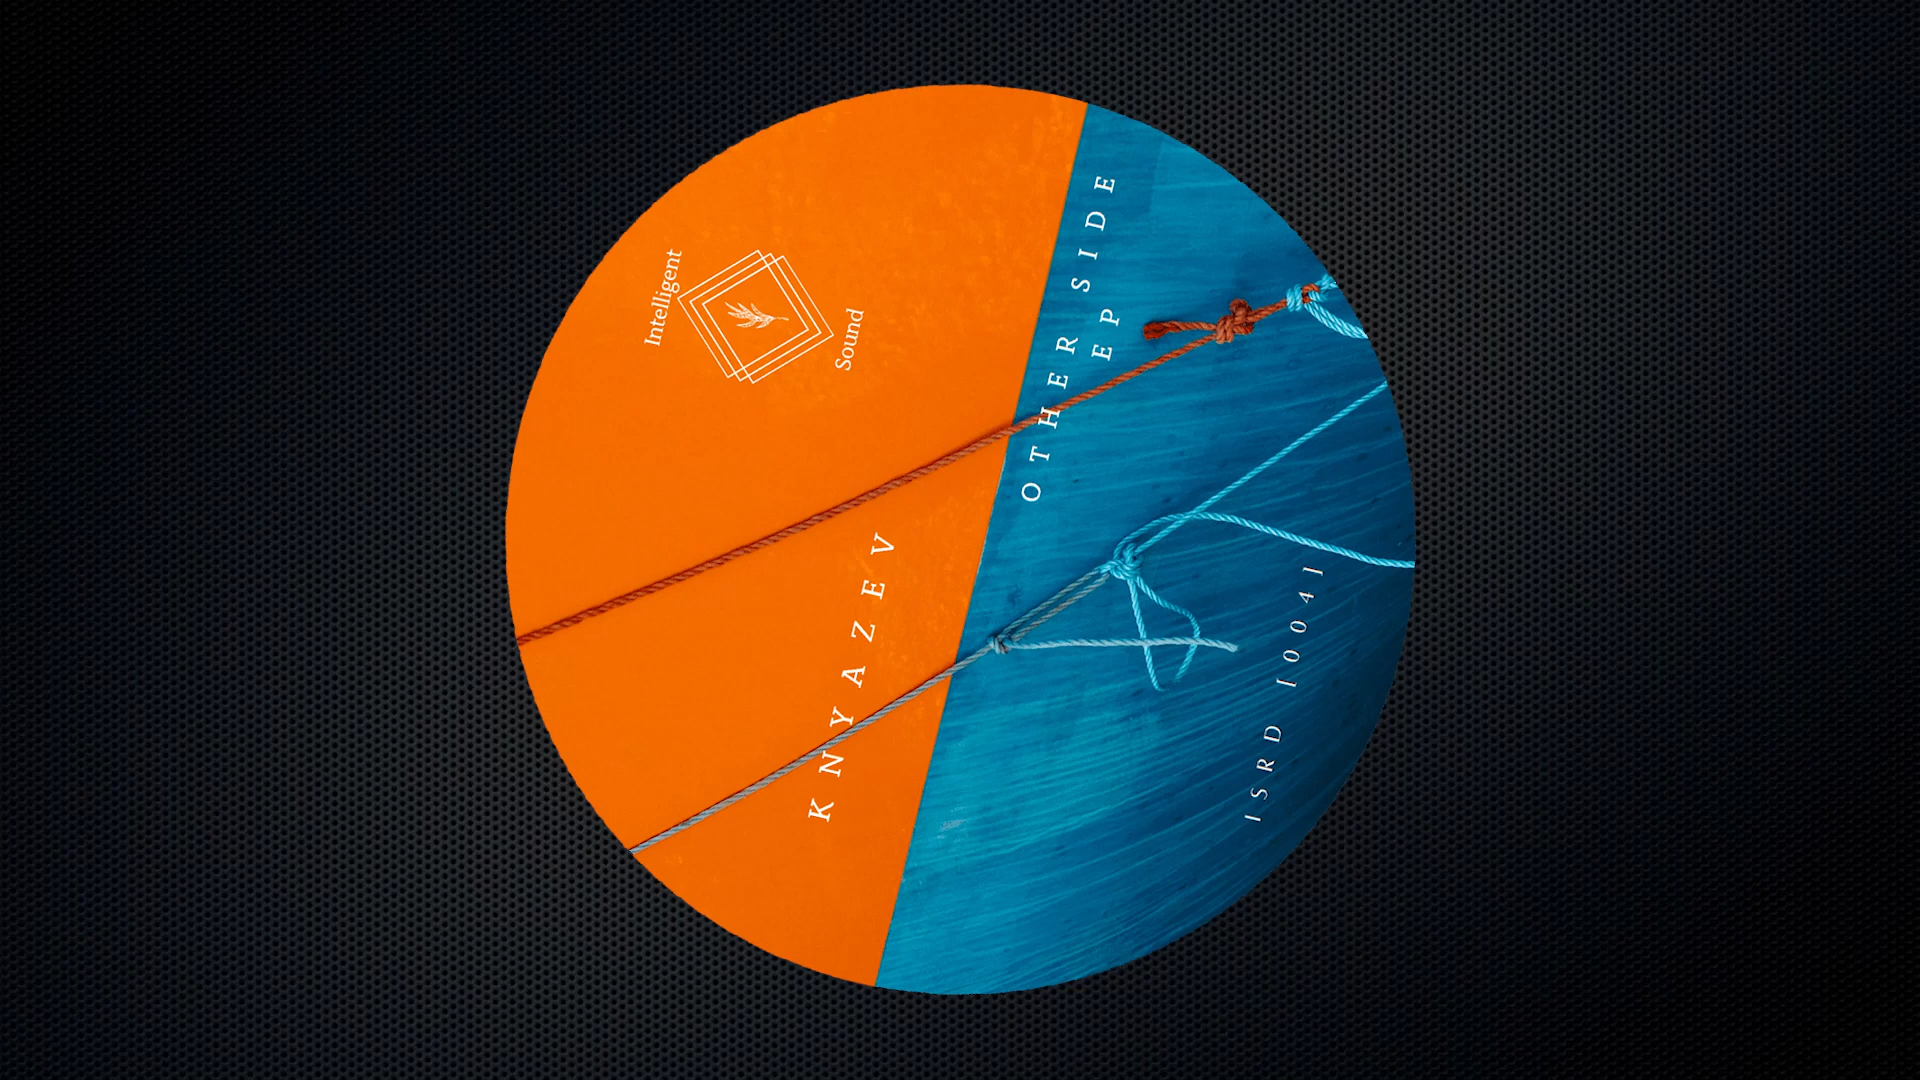 Intelligent
Sound
KNYAZEV
OTHER SIDE
EP
ISRD [004]